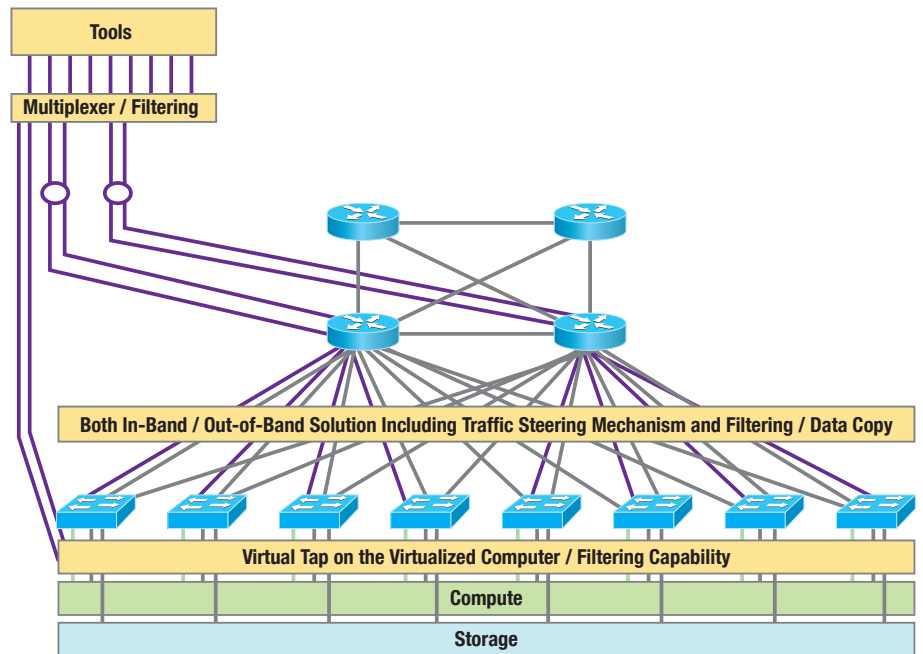 Tools
Multiplexer / Filtering
Both In-Band / Out-of-Band Solution Including Traffic Steering Mechanism and Filtering / Data Copy
Virtual Tap on the Virtualized Computer / Filtering Capability
Compute
Storage